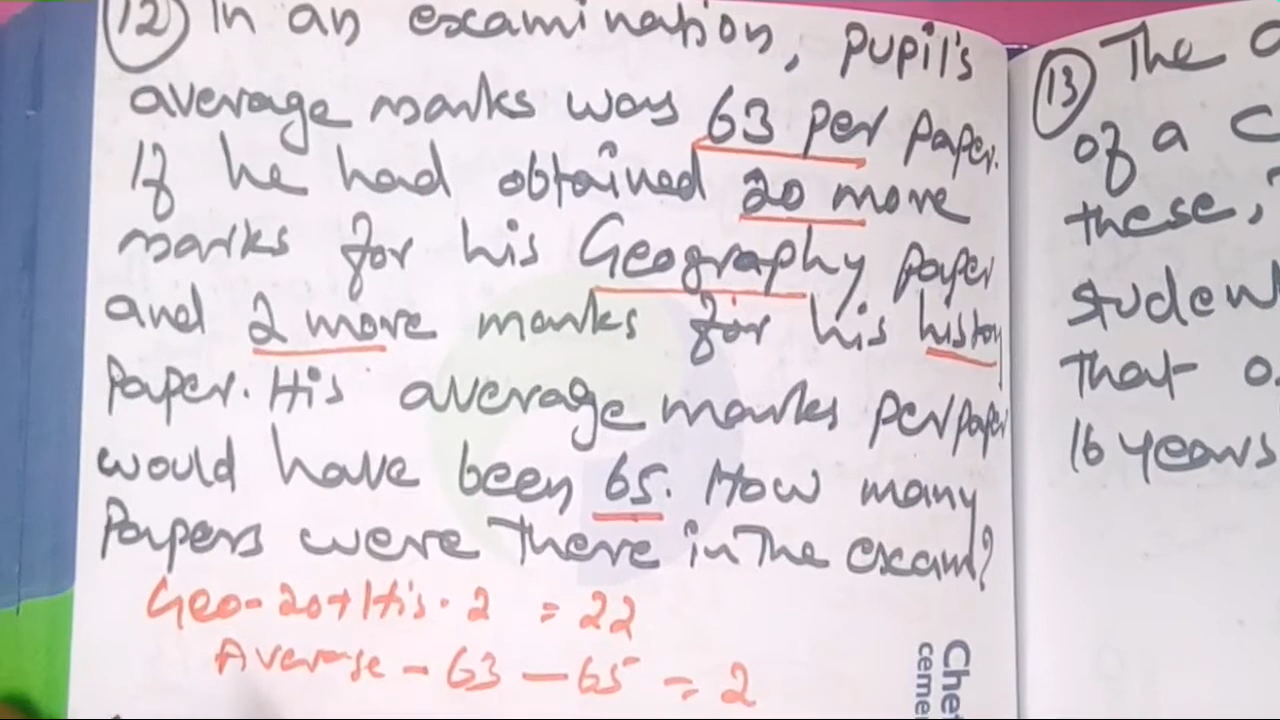 12) In an examination, pupil's
average marks was 63 per paper.
If he had obtained 20 more
marks for his Geography paper
and 2 more marks for his history
paper. His average marks per paper
would have been 65. How many
Papers were there in the exam?
Geo-20+His-2 = 22
Average - 63 - 65 = 2
13) The
of a C
these,
student
that
16 years
Chet
ceme